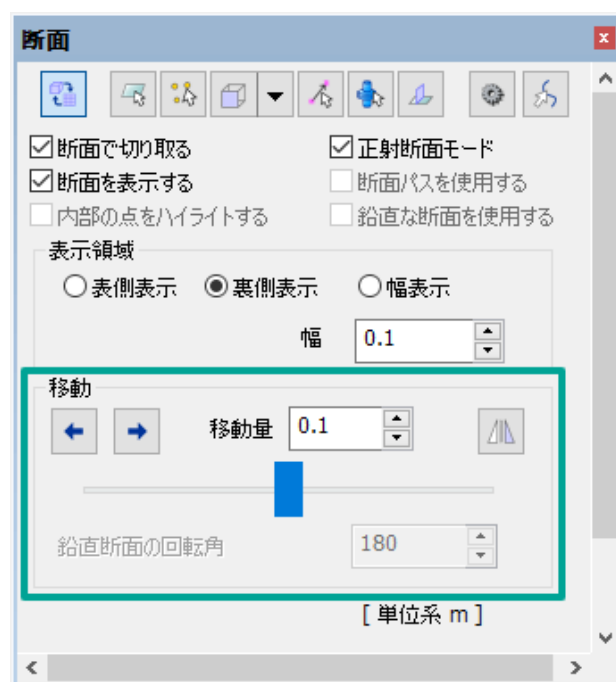 断面
断面で切り取る
正射断面モード
断面を表示する
断面パスを使用する
内部の点をハイライトする
鉛直な断面を使用する
表示領域
表側表示
裏側表示
幅表示
幅 0.1
移動
移動量 0.1
鉛直断面の回転角 180
[ 単位系 m ]